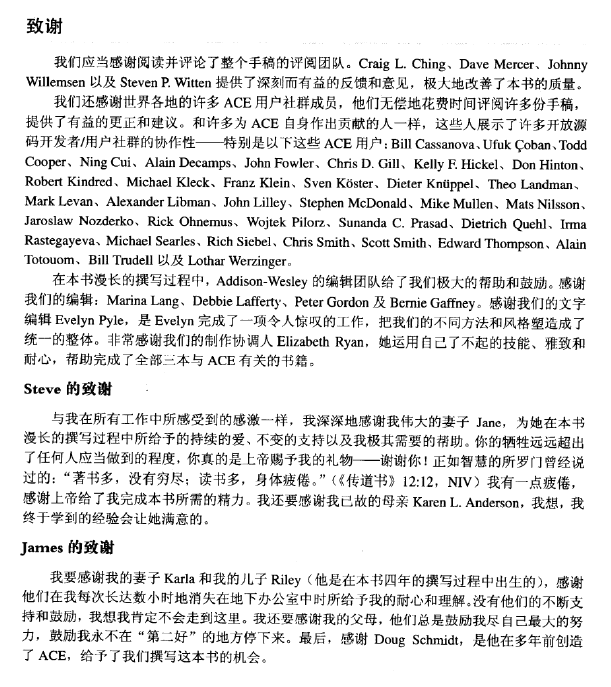 致谢
我们应当感谢阅读并评论了整个手稿的评阅团队。Craig L. Ching、Dave Mercer、Johnny
Willemsen 以及 Steven P. Witten 提供了深刻而有益的反馈和意见，极大地改善了本书的质量。
我们还感谢世界各地的许多 ACE 用户社群成员，他们无偿地花费时间评阅许多份手稿，
提供了有益的更正和建议。和许多为 ACE 自身作出贡献的人一样，这些人展示了许多开放源
码开发者/用户社群的协作性——特别是以下这些 ACE 用户：Bill Cassanova、Ufuk Çoban、Todd
Cooper、Ning Cui、Alain Decamps、John Fowler、Chris D. Gill、Kelly F. Hickel、Don Hinton、
Robert Kindred、Michael Kleck、Franz Klein、Sven Köster、Dieter Knüppel、Theo Landman、
Mark Levan、Alexander Libman、John Lilley、Stephen McDonald、Mike Mullen、Mats Nilsson、
Jaroslaw Nozderko、Rick Ohnemus、Wojtek Pilorz、Sunanda C. Prasad、Dietrich Quehl、Irma
Rastegayeva、Michael Searles、Rich Siebel、Chris Smith、Scott Smith、Edward Thompson、Alain
Totouom、Bill Trudell 以及 Lothar Werzinger。
在本书漫长的撰写过程中，Addison-Wesley 的编辑团队给了我们极大的帮助和鼓励。感谢
我们的编辑：Marina Lang、Debbie Lafferty、Peter Gordon 及 Bernie Gaffney。感谢我们的文字
编辑 Evelyn Pyle，是 Evelyn 完成了一项令人惊叹的工作，把我们的不同方法和风格塑造成了
统一的整体。非常感谢我们的制作协调人 Elizabeth Ryan，她运用自己了不起的技能、雅致和
耐心，帮助完成了全部三本与 ACE 有关的书籍。
Steve 的致谢
与我在所有工作中所感受到的感激一样，我深深地感谢我伟大的妻子 Jane，为她在本书
漫长的撰写过程中所给予的持续的爱、不变的支持以及我极其需要的帮助。你的牺牲远远超出
了任何人应当做到的程度，你真的是上帝赐予我的礼物——谢谢你！正如智慧的所罗门曾经说
过的：“著书多，没有穷尽；读书多，身体疲倦。”（《传道书》12:12，NIV）我有一点疲倦，
感谢上帝给了我完成本书所需的精力。我还要感谢我已故的母亲 Karen L. Anderson，我想，我
终于学到的经验会让她满意的。
James 的致谢
我要感谢我的妻子 Karla 和我的儿子 Riley（他是在本书四年的撰写过程中出生的），感谢
他们在我每次长达数小时地消失在地下办公室中时所给予我的耐心和理解。没有他们的不断支
持和鼓励，我想我肯定不会走到这里。我还要感谢我的父母，他们总是鼓励我尽自己最大的努
力，鼓励我永不在“第二好”的地方停下来。最后，感谢 Doug Schmidt，是他在多年前创造
了 ACE，给予了我们撰写这本书的机会。